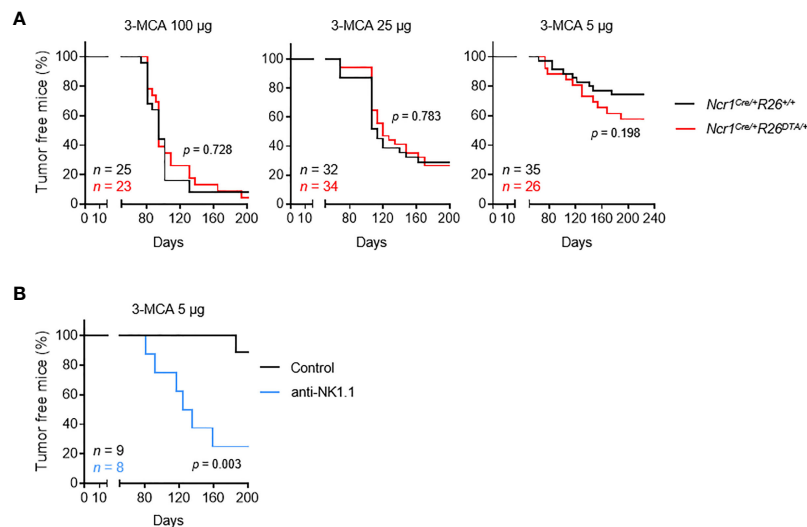 A
3-MCA 100 µg
3-MCA 25 µg
3-MCA 5 µg
Tumor free mice (%)
100
80
60
40
20
0
p = 0.728
n = 25
n = 23
0 10 80 120 160 200
Days
100
80
60
40
20
0
p = 0.783
n = 32
n = 34
0 10 80 120 160 200
Days
100
80
60
40
20
0
p = 0.198
n = 35
n = 26
0 10 80 120 160 200 240
Days
Ncr1Cre/+R26+/+
Ncr1Cre/+R26DTA/+
B
3-MCA 5 µg
Tumor free mice (%)
100
80
60
40
20
0
n = 9
n = 8
p = 0.003
0 10 80 120 160 200
Days
Control
anti-NK1.1